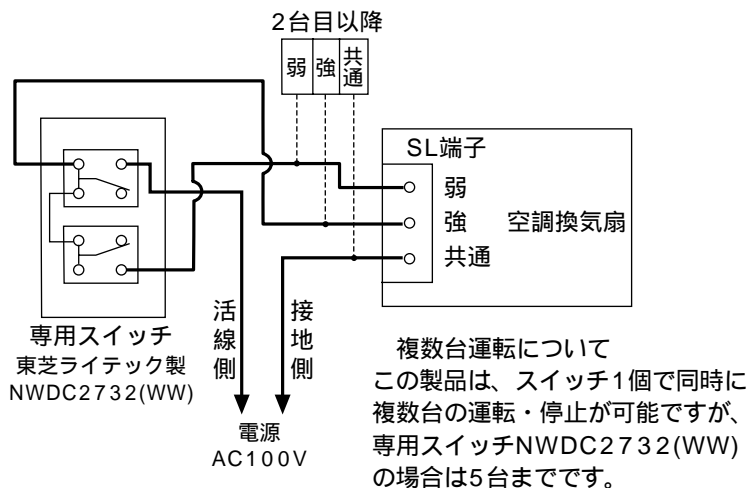 2台目以降
弱 強 共通
SL端子
弱
強
共通
空調換気扇
専用スイッチ
東芝ライテック製
NWDC2732(WW)
活線側
接地側
電源
AC100V
複数台運転について
この製品は、スイッチ1個で同時に
複数台の運転・停止が可能ですが、
専用スイッチNWDC2732(WW)
の場合は5台までです。